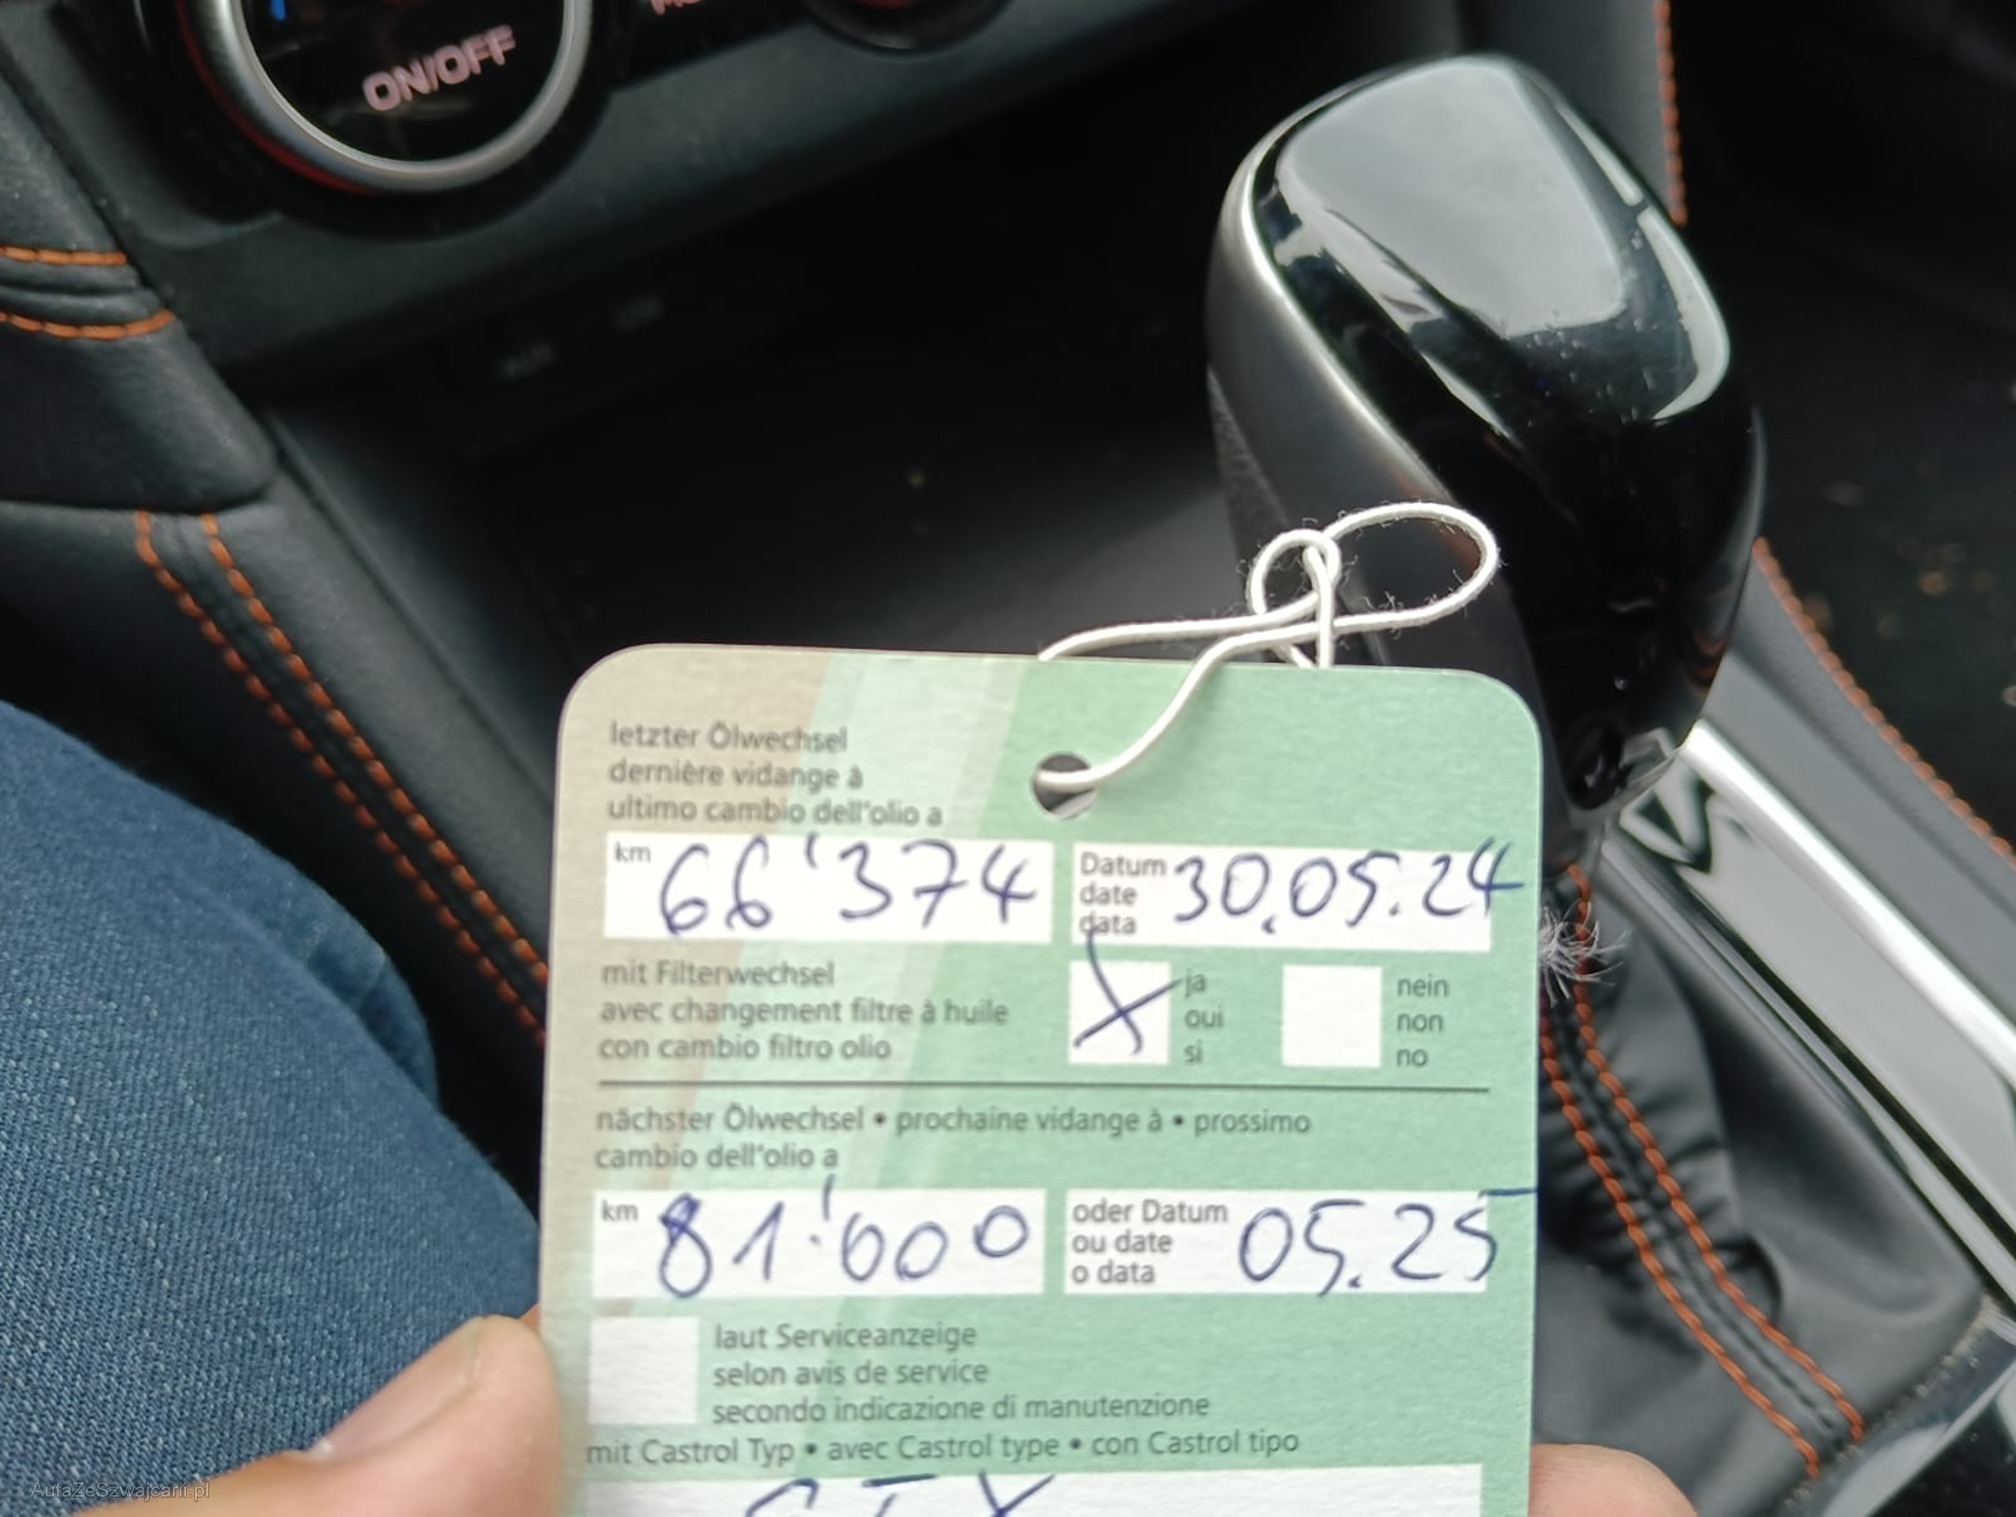 ON/OFF
AUX
letzter Ölwechsel
dernière vidange à
ultimo cambio dell'olio a
km 66'374
Datum 30.05.24
date
data
mit Filterwechsel
avec changement filtre à huile
con cambio filtro olio
X ja
oui
si
nein
non
no
nächster Ölwechsel • prochaine vidange à • prossimo
cambio dell'olio a
km 81'000
oder Datum
ou date 05.25
o data
laut Serviceanzeige
selon avis de service
secondo indicazione di manutenzione
mit Castrol Typ • avec Castrol type • con Castrol tipo
AutaZeSzwajcarii.pl